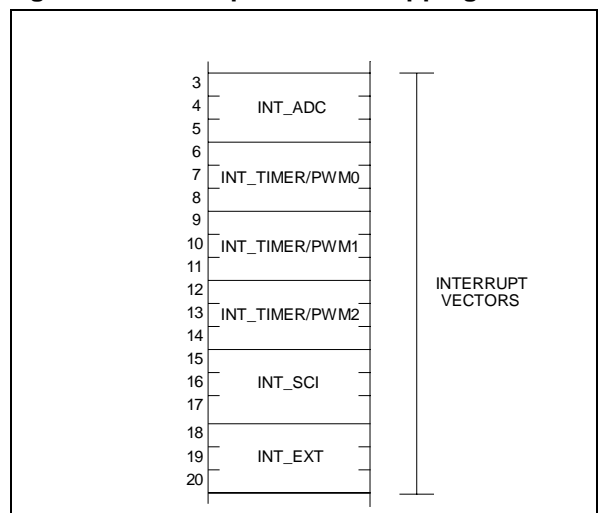 3
4 INT_ADC
5
6
7 INT_TIMER/PWM0
8
9
10 INT_TIMER/PWM1
11
12
13 INT_TIMER/PWM2
14
15
16 INT_SCI
17
18
19 INT_EXT
20
INTERRUPT
VECTORS